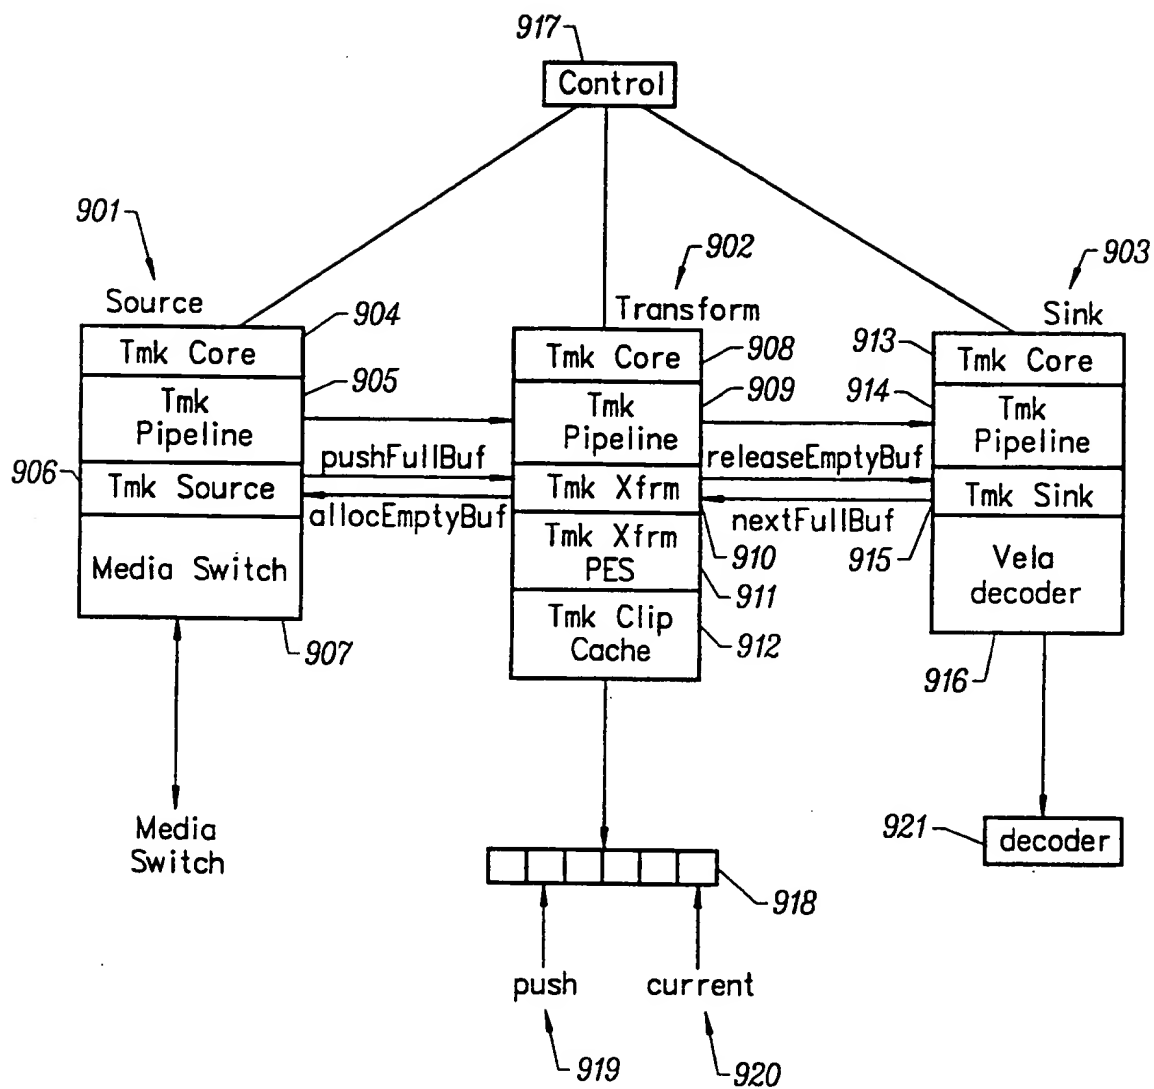 917
Control
901
902
903
Source
904
Transform
Sink
Tmk Core
Tmk Core
908
913
Tmk Core
905
909
914
Tmk
Pipeline
Tmk
Pipeline
Tmk
Pipeline
906
pushFullBuf
releaseEmptyBuf
Tmk Source
Tmk Xfrm
Tmk Sink
allocEmptyBuf
nextFullBuf
910
915
Media Switch
Tmk Xfrm
PES
911
Vela
decoder
907
Tmk Clip
Cache
912
916
Media
Switch
921
decoder
918
push
current
919
920